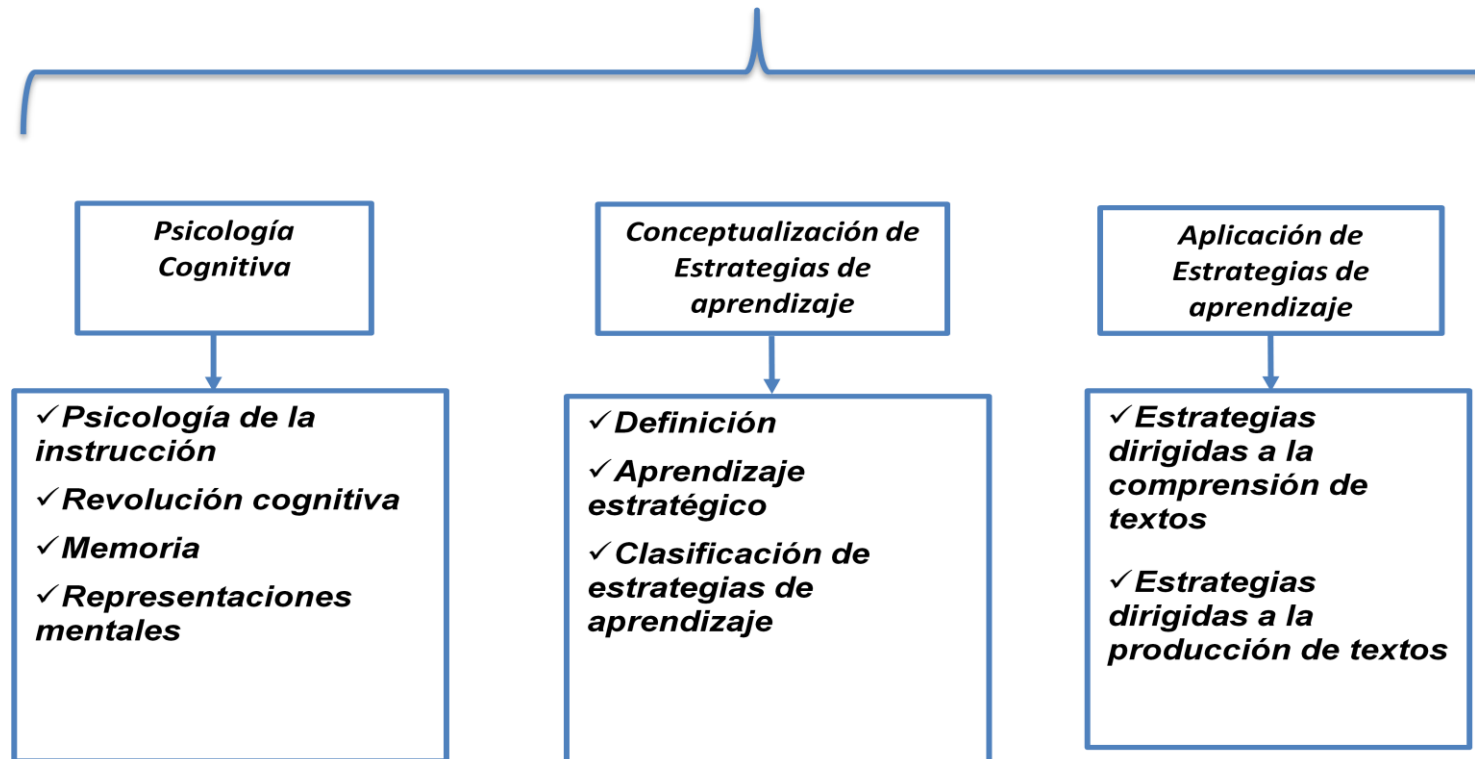 Psicología
Cognitiva
✓Psicología de la
instrucción
✓Revolución cognitiva
✓Memoria
✓Representaciones
mentales
Conceptualización de
Estrategias de
aprendizaje
✓Definición
✓Aprendizaje
estratégico
✓Clasificación de
estrategias de
aprendizaje
Aplicación de
Estrategias de
aprendizaje
✓Estrategias
dirigidas a la
comprensión de
textos
✓Estrategias
dirigidas a la
producción de textos